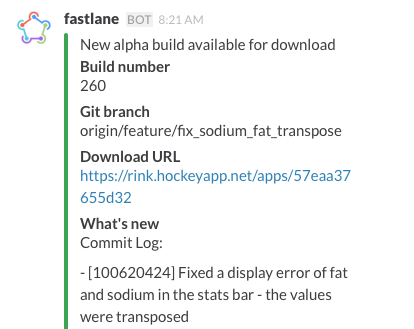 fastlane BOT 8:21 AM
New alpha build available for download
Build number
260
Git branch
origin/feature/fix_sodium_fat_transpose
Download URL
https://rink.hockeyapp.net/apps/57eaa37
655d32
What's new
Commit Log:
- [100620424] Fixed a display error of fat
and sodium in the stats bar - the values
were transposed